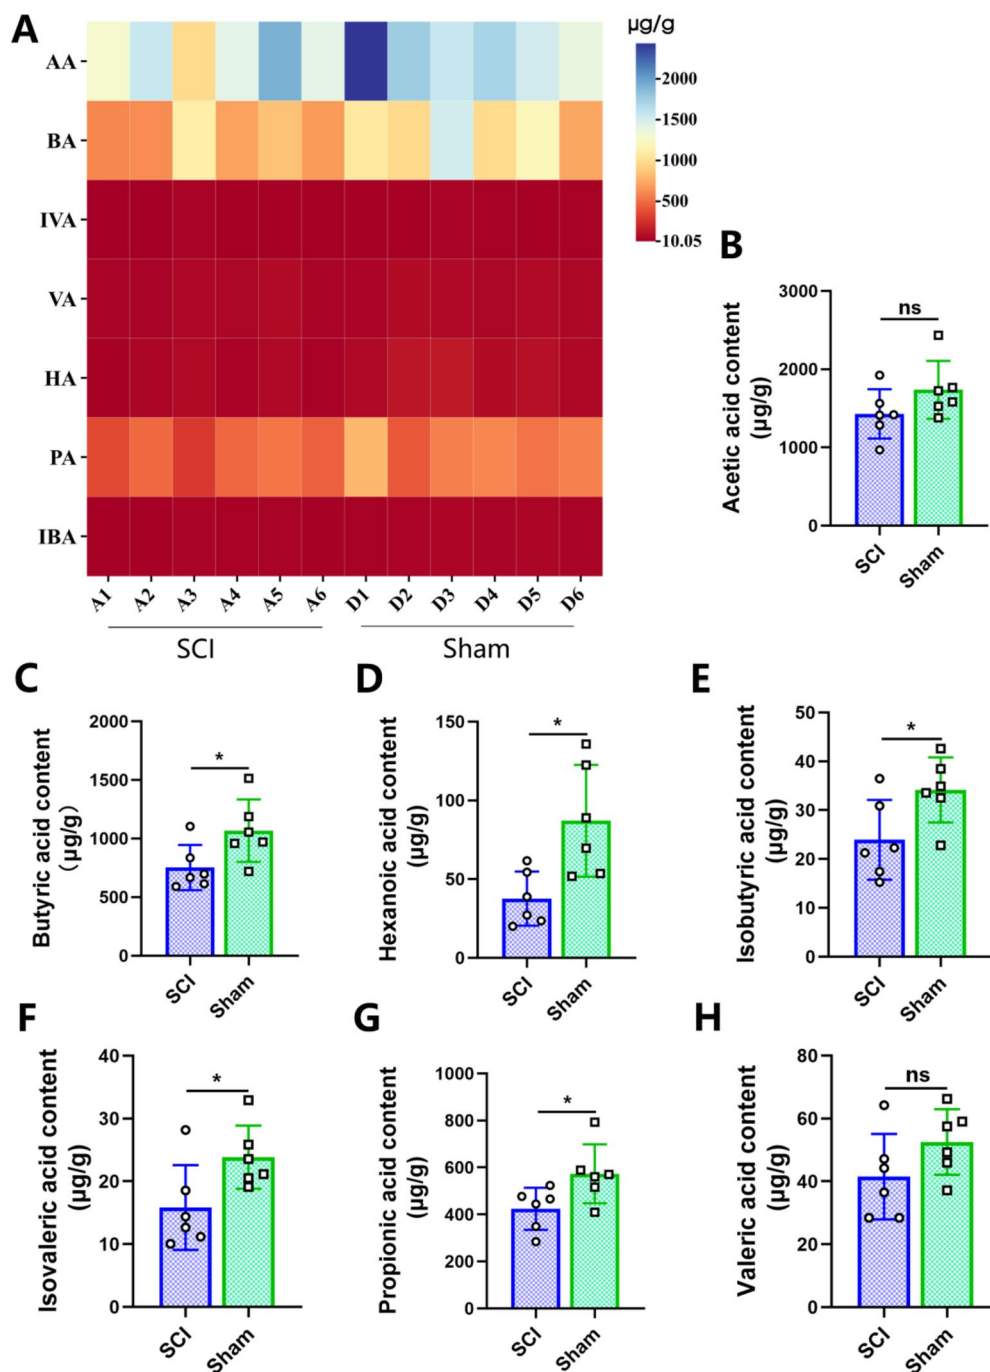 A
µg/g
AA
BA
IVA
VA
HA
PA
IBA
2000
1500
1000
500
10.05
A1 A2 A3 A4 A5 A6 D1 D2 D3 D4 D5 D6
SCI Sham
B
Acetic acid content
(µg/g)
3000
2000
1000
0
ns
SCI Sham
C
Butyric acid content
(µg/g)
2000
1500
1000
500
0
*
SCI Sham
D
Hexanoic acid content
(µg/g)
150
100
50
0
*
SCI Sham
E
Isobutyric acid content
(µg/g)
50
40
30
20
10
0
*
SCI Sham
F
Isovaleric acid content
(µg/g)
40
30
20
10
0
*
SCI Sham
G
Propionic acid content
(µg/g)
1000
800
600
400
200
0
*
SCI Sham
H
Valeric acid content
(µg/g)
80
60
40
20
0
ns
SCI Sham